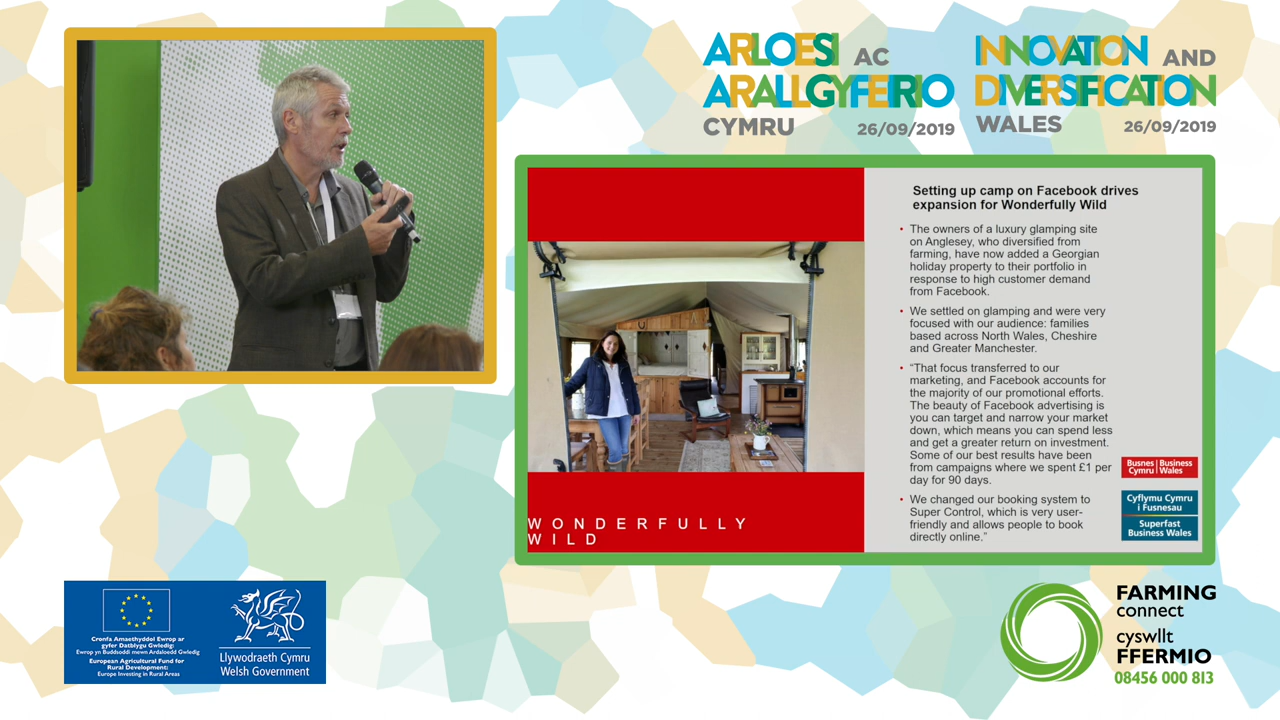 ARLOESI AC
ARALLGYFEIRIO
CYMRU 26/09/2019
INNOVATION AND
DIVERSIFICATION
WALES 26/09/2019
Setting up camp on Facebook drives
expansion for Wonderfully Wild
• The owners of a luxury glamping site
on Anglesey, who diversified from
farming, have now added a Georgian
holiday property to their portfolio in
response to high customer demand
from Facebook.
• We settled on glamping and were very
focused with our audience: families
based across North Wales, Cheshire
and Greater Manchester.
• “That focus transferred to our
marketing, and Facebook accounts for
the majority of our promotional efforts.
The beauty of Facebook advertising is
you can target and narrow your market
down, which means you can spend less
and get a greater return on investment.
Some of our best results have been
from campaigns where we spent £1 per
day for 90 days.
• We changed our booking system to
Super Control, which is very user-
friendly and allows people to book
directly online.”
WONDERFULLY
WILD
Busnes | Business
Cymru | Wales
Cyflymu Cymru
i Fusnesau
Superfast
Business Wales
Cronfa Amaethyddol Ewrop ar
gyfer Datblygu Gwledig:
Ewrop yn Buddsoddi mewn Ardaloedd Gwledig
European Agricultural Fund for
Rural Development:
Europe Investing in Rural Areas
Llywodraeth Cymru
Welsh Government
FARMING
connect
cyswllt
FFERMIO
08456 000 813